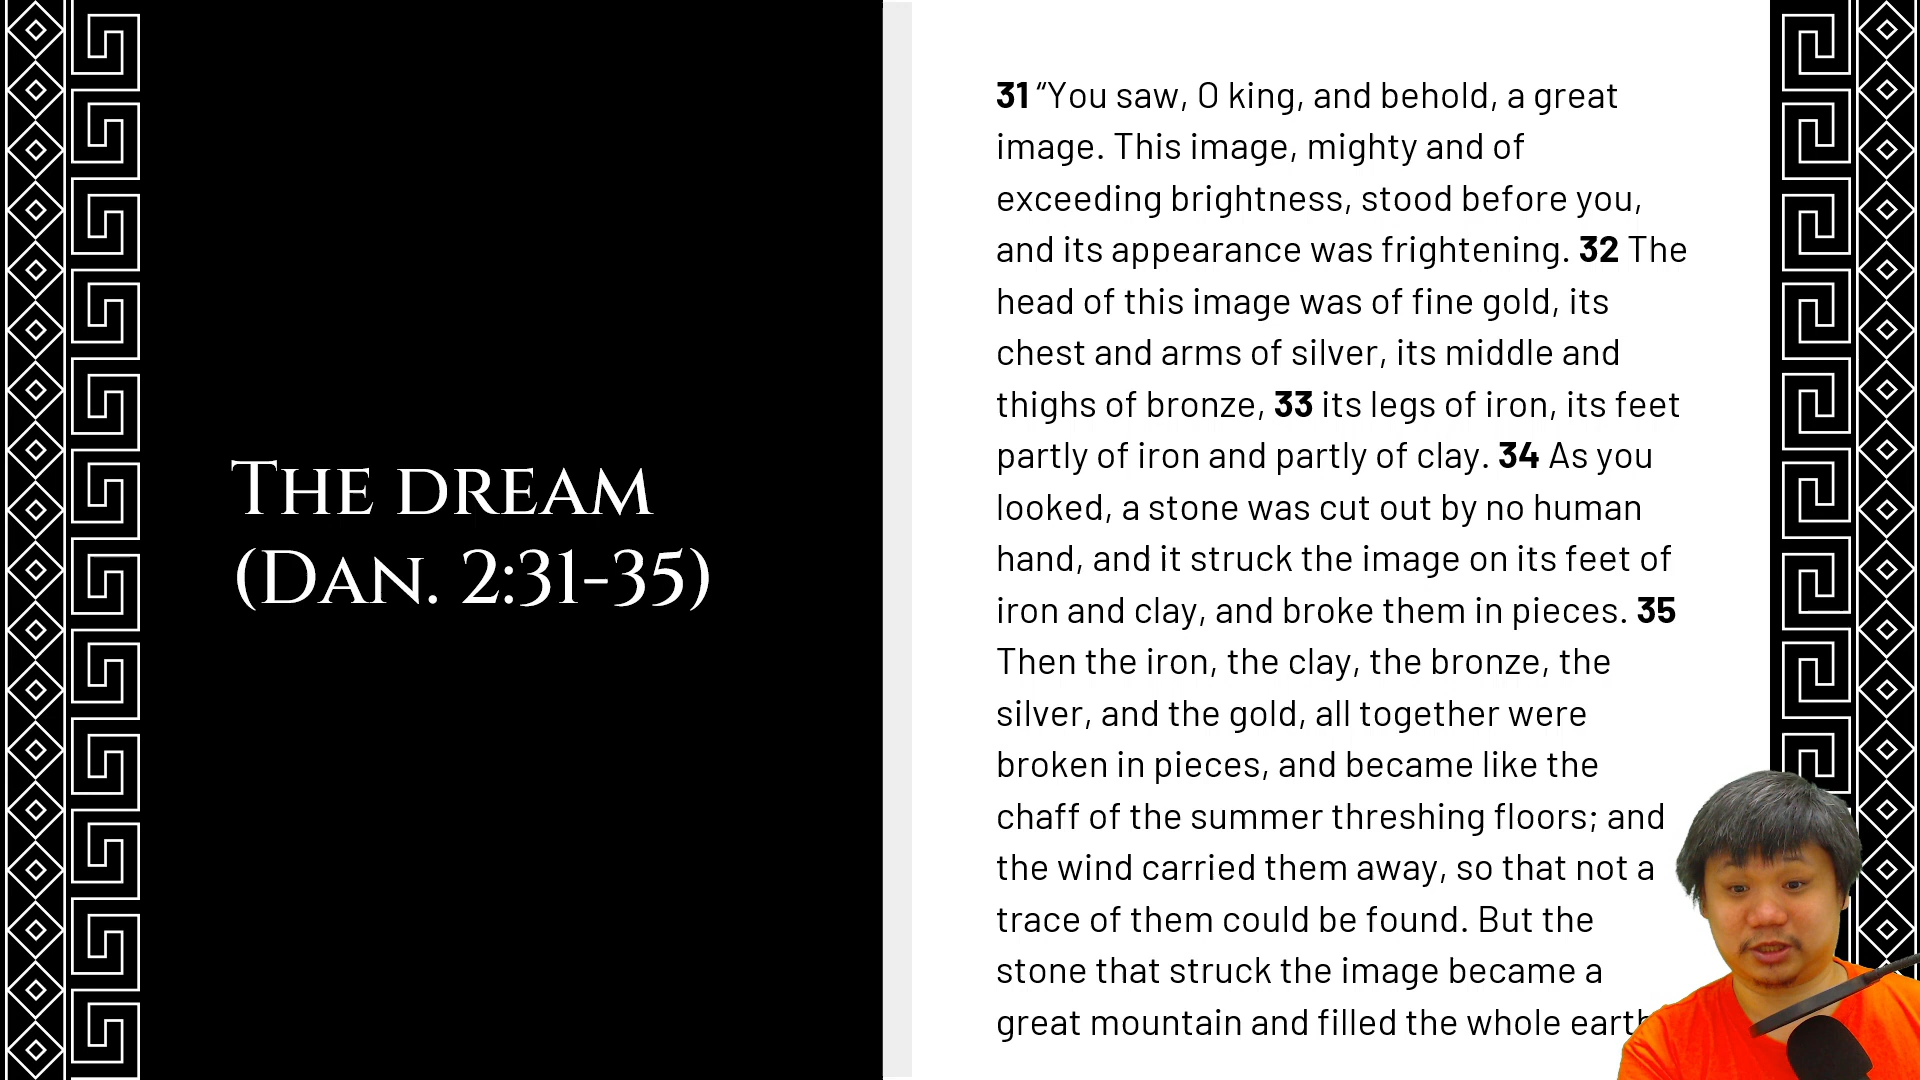 THE DREAM
(DAN. 2:31-35)
31 “You saw, O king, and behold, a great
image. This image, mighty and of
exceeding brightness, stood before you,
and its appearance was frightening. 32 The
head of this image was of fine gold, its
chest and arms of silver, its middle and
thighs of bronze, 33 its legs of iron, its feet
partly of iron and partly of clay. 34 As you
looked, a stone was cut out by no human
hand, and it struck the image on its feet of
iron and clay, and broke them in pieces. 35
Then the iron, the clay, the bronze, the
silver, and the gold, all together were
broken in pieces, and became like the
chaff of the summer threshing floors; and
the wind carried them away, so that not a
trace of them could be found. But the
stone that struck the image became a
great mountain and filled the whole earth